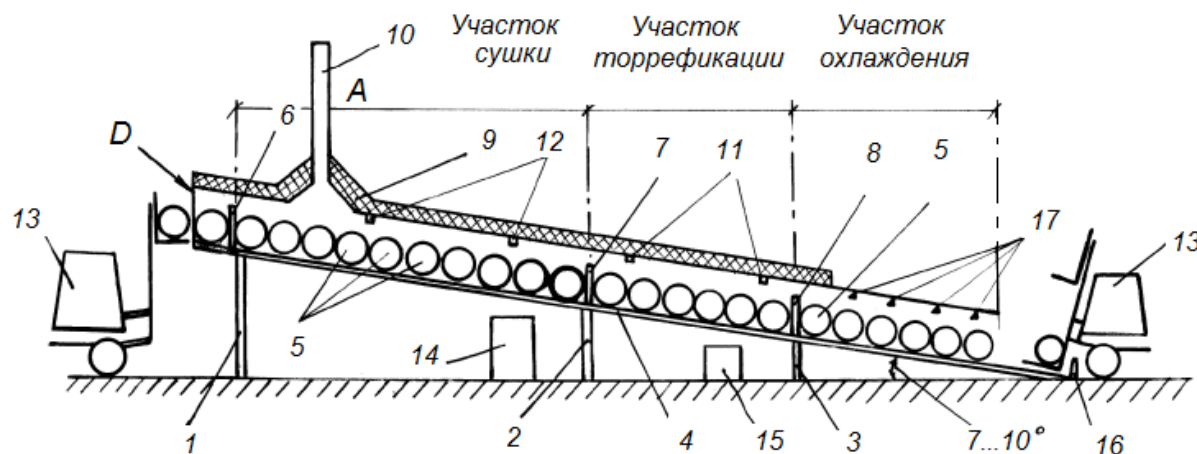 Участок
сушки
Участок
торрефикации
Участок
охлаждения
10
A
6
D
9
12
7
11
8
5
17
13
13
1
5
14
2
4
15
3
7...10°
16